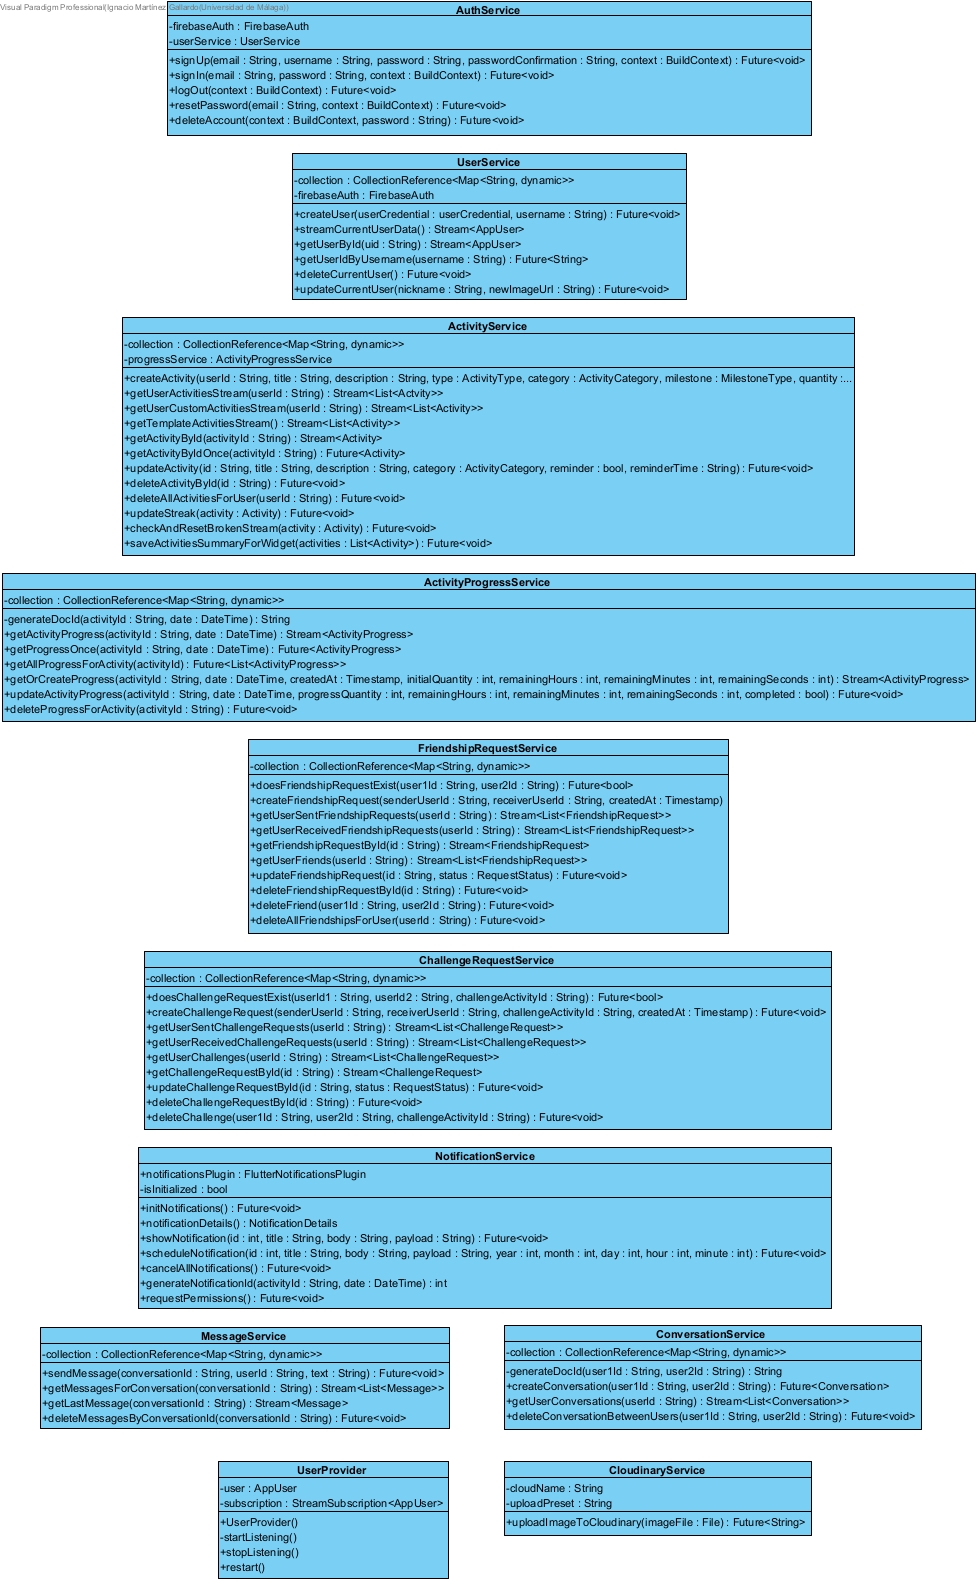 Visual Paradigm Professional(Ignacio Martínez Gallardo(Universidad de Málaga))
AuthService
-firebaseAuth : FirebaseAuth
-userService : UserService
+signUp(email : String, username : String, password : String, passwordConfirmation : String, context : BuildContext) : Future<void>
+signIn(email : String, password : String, context : BuildContext) : Future<void>
+logOut(context : BuildContext) : Future<void>
+resetPassword(email : String, context : BuildContext) : Future<void>
+deleteAccount(context : BuildContext, password : String) : Future<void>
UserService
-collection : CollectionReference<Map<String, dynamic>>
-firebaseAuth : FirebaseAuth
+createUser(userCredential : userCredential, username : String) : Future<void>
+streamCurrentUserData() : Stream<AppUser>
+getUserById(uid : String) : Stream<AppUser>
+getUserIdByUsername(username : String) : Future<String>
+deleteCurrentUser() : Future<void>
+updateCurrentUser(nickname : String, newImageUrl : String) : Future<void>
ActivityService
-collection : CollectionReference<Map<String, dynamic>>
-progressService : ActivityProgressService
+createActivity(userId : String, title : String, description : String, type : ActivityType, category : ActivityCategory, milestone : MilestoneType, quantity :...
+getUserActivitiesStream(userId : String) : Stream<List<Actvity>>
+getUserCustomActivitiesStream(userId : String) : Stream<List<Activity>>
+getTemplateActivitiesStream() : Stream<List<Activity>>
+getActivityById(activityId : String) : Stream<Activity>
+getActivityByIdOnce(activityId : String) : Future<Activity>
+updateActivity(id : String, title : String, description : String, category : ActivityCategory, reminder : bool, reminderTime : String) : Future<void>
+deleteActivityById(id : String) : Future<void>
+deleteAllActivitiesForUser(userId : String) : Future<void>
+updateStreak(activity : Activity) : Future<void>
+checkAndResetBrokenStream(activity : Activity) : Future<void>
+saveActivitiesSummaryForWidget(activities : List<Activity>) : Future<void>
ActivityProgressService
-collection : CollectionReference<Map<String, dynamic>>
-generateDocId(activityId : String, date : DateTime) : String
+getActivityProgress(activityId : String, date : DateTime) : Stream<ActivityProgress>
+getProgressOnce(activityId : String, date : DateTime) : Future<ActivityProgress>
+getAllProgressForActivity(activityId) : Future<List<ActivityProgress>>
+getOrCreateProgress(activityId : String, date : DateTime, createdAt : Timestamp, initialQuantity : int, remainingHours : int, remainingMinutes : int, remainingSeconds : int) : Stream<ActivityProgress>
+updateActivityProgress(activityId : String, date : DateTime, progressQuantity : int, remainingHours : int, remainingMinutes : int, remainingSeconds : int, completed : bool) : Future<void>
+deleteProgressForActivity(activityId : String) : Future<void>
FriendshipRequestService
-collection : CollectionReference<Map<String, dynamic>>
+doesFriendshipRequestExist(user1Id : String, user2Id : String) : Future<bool>
+createFriendshipRequest(senderUserId : String, receiverUserId : String, createdAt : Timestamp)
+getUserSentFriendshipRequests(userId : String) : Stream<List<FriendshipRequest>>
+getUserReceivedFriendshipRequests(userId : String) : Stream<List<FriendshipRequest>>
+getFriendshipRequestById(id : String) : Stream<FriendshipRequest>
+getUserFriends(userId : String) : Stream<List<FriendshipRequest>>
+updateFriendshipRequest(id : String, status : RequestStatus) : Future<void>
+deleteFriendshipRequestById(id : String) : Future<void>
+deleteFriend(user1Id : String, user2Id : String) : Future<void>
+deleteAllFriendshipsForUser(userId : String) : Future<void>
ChallengeRequestService
-collection : CollectionReference<Map<String, dynamic>>
+doesChallengeRequestExist(userId1 : String, userId2 : String, challengeActivityId : String) : Future<bool>
+createChallengeRequest(senderUserId : String, receiverUserId : String, challengeActivityId : String, createdAt : Timestamp) : Future<void>
+getUserSentChallengeRequests(userId : String) : Stream<List<ChallengeRequest>>
+getUserReceivedChallengeRequests(userId : String) : Stream<List<ChallengeRequest>>
+getUserChallenges(userId : String) : Stream<List<ChallengeRequest>>
+getChallengeRequestById(id : String) : Stream<ChallengeRequest>
+updateChallengeRequestById(id : String, status : RequestStatus) : Future<void>
+deleteChallengeRequestById(id : String) : Future<void>
+deleteChallenge(user1Id : String, user2Id : String, challengeActivityId : String) : Future<void>
NotificationService
+notificationsPlugin : FlutterNotificationsPlugin
-isInitialized : bool
+initNotifications() : Future<void>
+notificationDetails() : NotificationDetails
+showNotification(id : int, title : String, body : String, payload : String) : Future<void>
+scheduleNotification(id : int, title : String, body : String, payload : String, year : int, month : int, day : int, hour : int, minute : int) : Future<void>
+cancelAllNotifications() : Future<void>
+generateNotificationId(activityId : String, date : DateTime) : int
+requestPermissions() : Future<void>
MessageService
-collection : CollectionReference<Map<String, dynamic>>
+sendMessage(conversationId : String, userId : String, text : String) : Future<void>
+getMessagesForConversation(conversationId : String) : Stream<List<Message>>
+getLastMessage(conversationId : String) : Stream<Message>
+deleteMessagesByConversationId(conversationId : String) : Future<void>
ConversationService
-collection : CollectionReference<Map<String, dynamic>>
-generateDocId(user1Id : String, user2Id : String) : String
+createConversation(user1Id : String, user2Id : String) : Future<Conversation>
+getUserConversations(userId : String) : Stream<List<Conversation>>
+deleteConversationBetweenUsers(user1Id : String, user2Id : String) : Future<void>
UserProvider
-user : AppUser
-subscription : StreamSubscription<AppUser>
+UserProvider()
-startListening()
+stopListening()
+restart()
CloudinaryService
-cloudName : String
-uploadPreset : String
+uploadImageToCloudinary(imageFile : File) : Future<String>